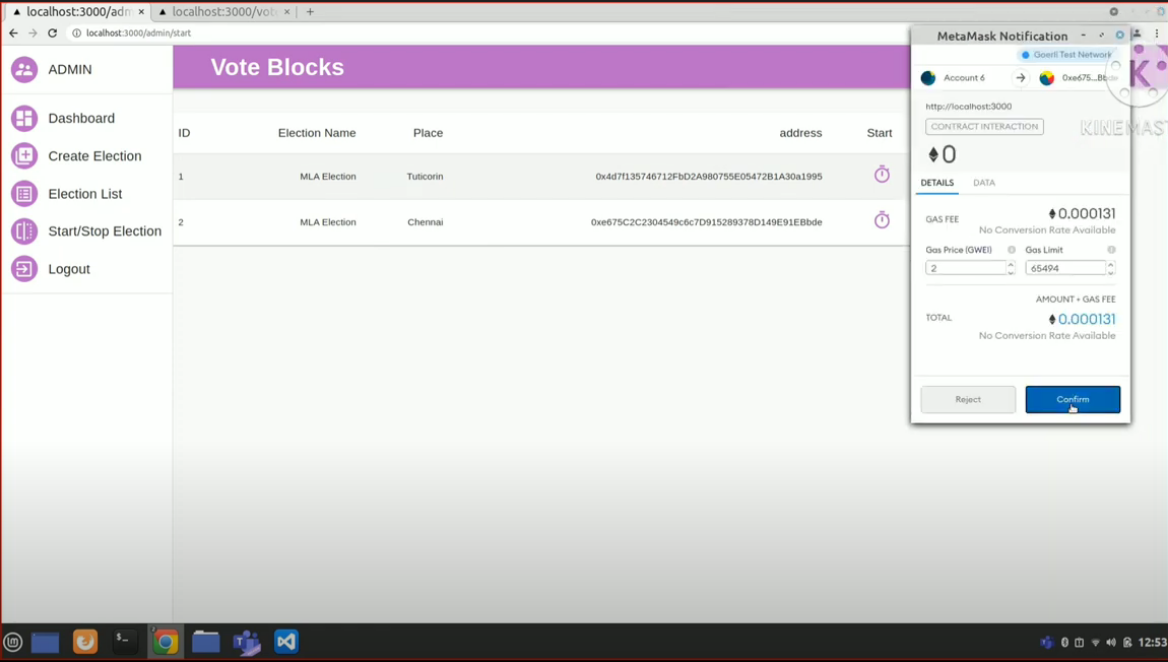 localhost:3000/adm × localhost:3000/vot × +
localhost:3000/admin/start
ADMIN
Dashboard
Create Election
Election List
Start/Stop Election
Logout
Vote Blocks
ID Election Name Place address Start
1 MLA Election Tuticorin 0x4d7f135746712FbD2A980755E05472B1A30a1995
2 MLA Election Chennai 0xe675C2C2304549c6c7D915289378D149E91EBbde
MetaMask Notification
Goerli Test Network
Account 6 → 0xe675...Bbde
http://localhost:3000
CONTRACT INTERACTION
0
DETAILS DATA
GAS FEE 0.000131
No Conversion Rate Available
Gas Price (GWEI) Gas Limit
2 65494
AMOUNT + GAS FEE
TOTAL 0.000131
No Conversion Rate Available
Reject Confirm
K
KINEMAST
12:53